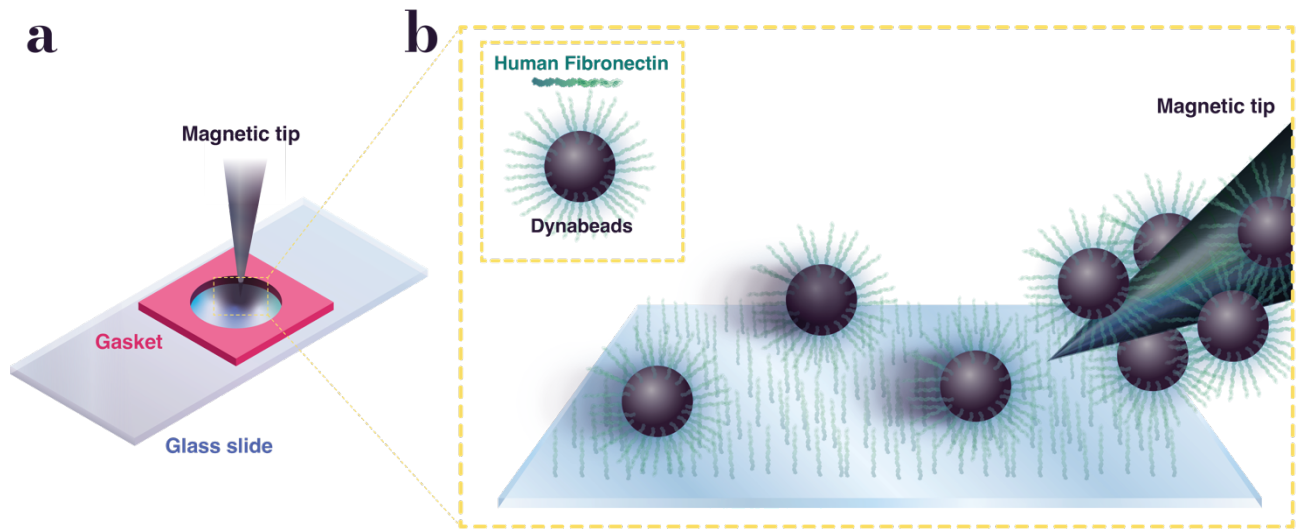 a
Magnetic tip
Gasket
Glass slide
b
Human Fibronectin
Dynabeads
Magnetic tip